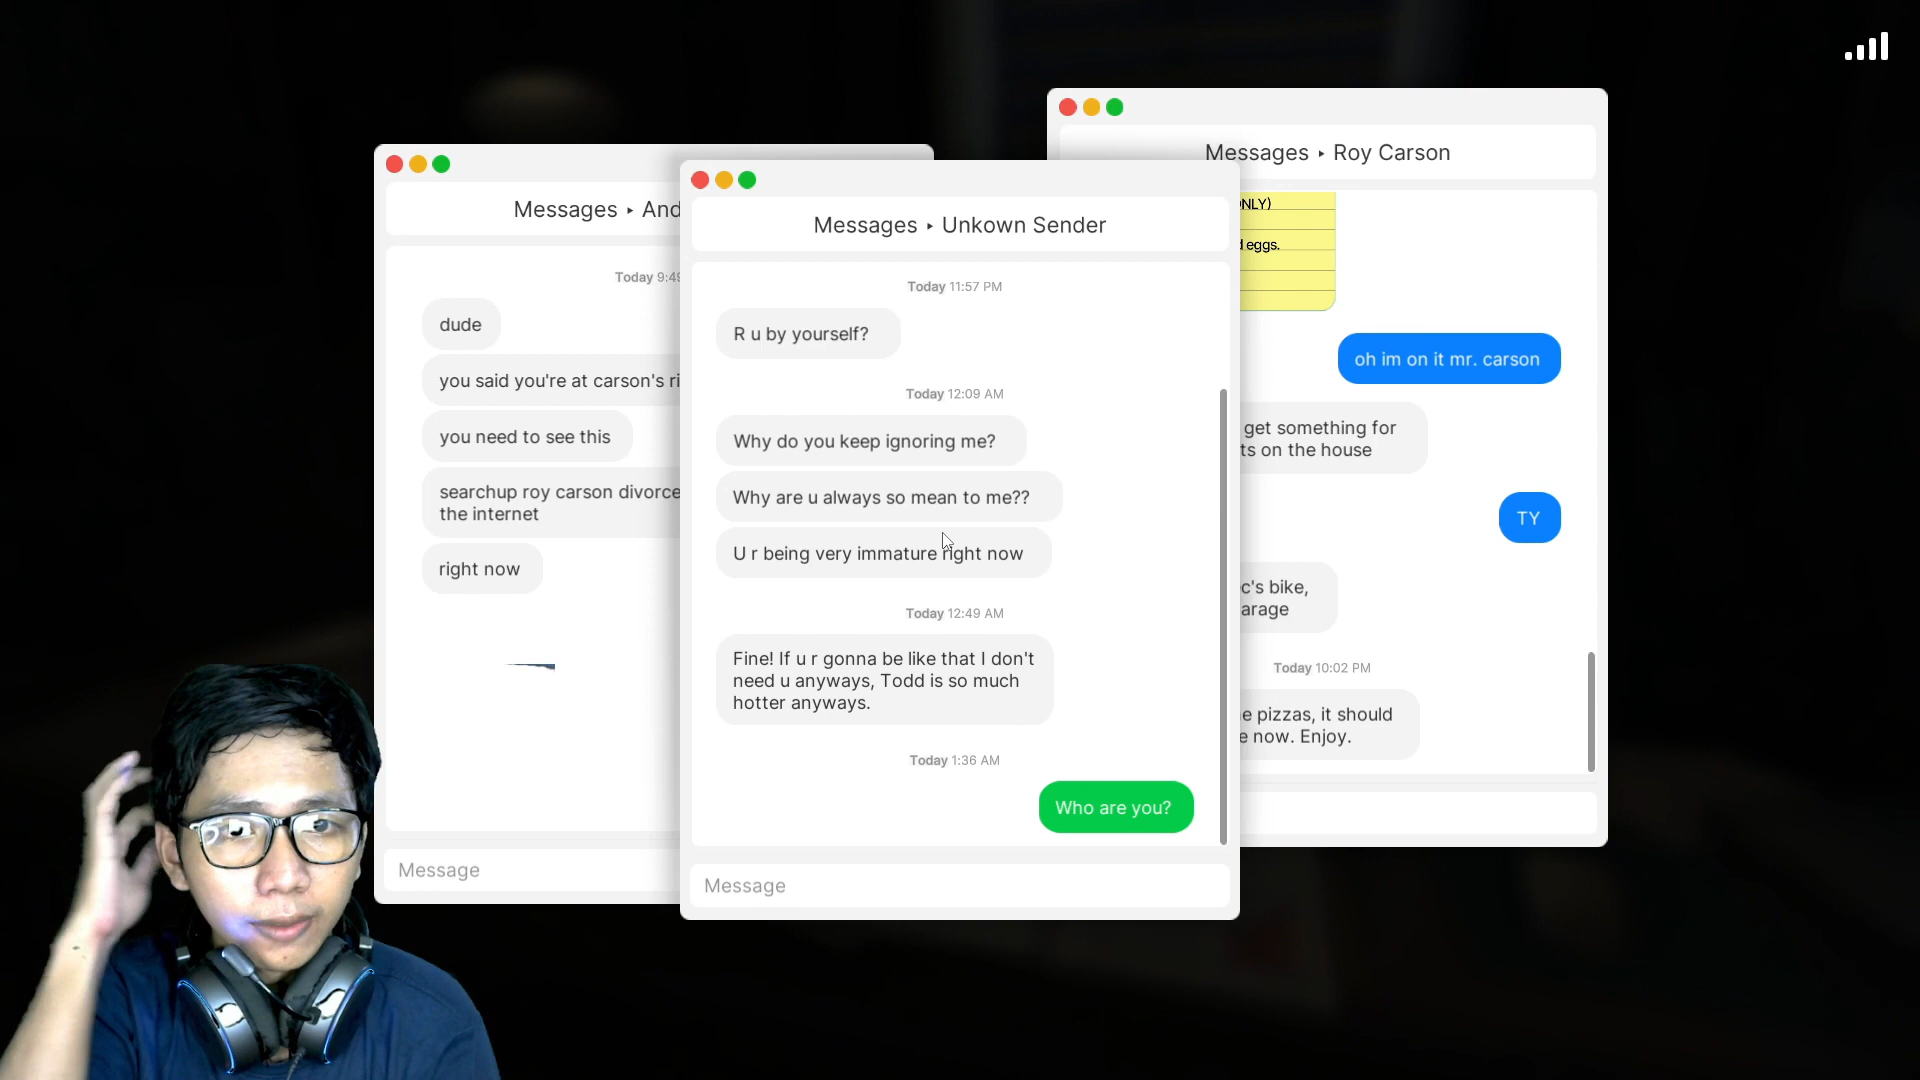 Messages ▸ And
Today 9:49
dude
you said you're at carson's ri
you need to see this
searchup roy carson divorce
the internet
right now
Message
Messages ▸ Unkown Sender
Today 11:57 PM
R u by yourself?
Today 12:09 AM
Why do you keep ignoring me?
Why are u always so mean to me??
U r being very immature right now
Today 12:49 AM
Fine! If u r gonna be like that I don't
need u anyways, Todd is so much
hotter anyways.
Today 1:36 AM
Who are you?
Message
Messages ▸ Roy Carson
ONLY)
d eggs.
oh im on it mr. carson
get something for
ts on the house
TY
c's bike,
arage
Today 10:02 PM
e pizzas, it should
e now. Enjoy.